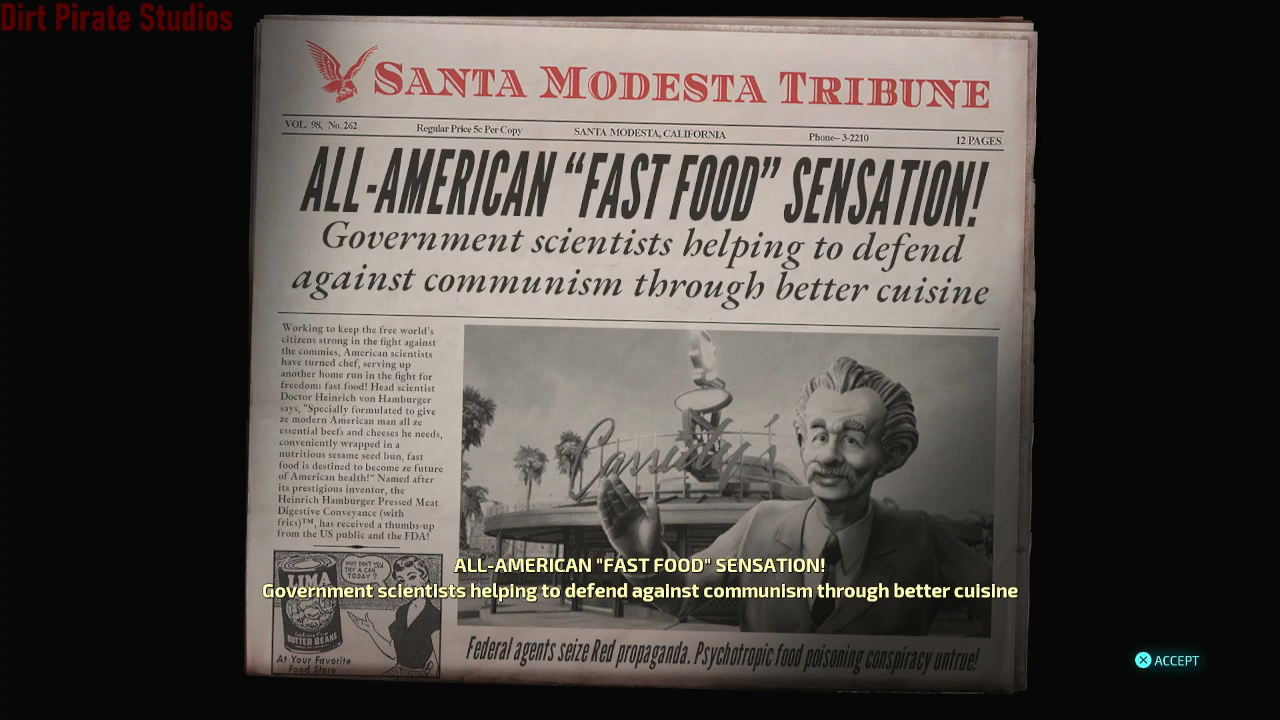 Dirt Pirate Studios
SANTA MODESTA TRIBUNE
VOL. 98, No.262 Regular Price 5c Per Copy SANTA MODESTA, CALIFORNIA Phone–3-2210 12 PAGES
ALL-AMERICAN “FAST FOOD” SENSATION!
Government scientists helping to defend
against communism through better cuisine
Working to keep the free world's
citizens strong in the fight against
the commies, American scientists
have turned chef, serving up
another home run in the fight for
freedom: fast food! Head scientist
Doctor Heinrich von Hamburger
says, "Specially formulated to give
ze modern American man all ze
essential beefs and cheeses he needs,
conveniently wrapped in a
nutritious sesame seed bun, fast
food is destined to become ze future
of American health!" Named after
its prestigious inventor, the
Heinrich Hamburger Pressed Meat
Digestive Conveyance (with
fries)™, has received a thumbs-up
from the US public and the FDA!
WHY DON'T YOU
TRY A CAN
TODAY?
LIMA
BUTTER BEANS
At Your Favorite
Food Store
ALL-AMERICAN "FAST FOOD" SENSATION!
Government scientists helping to defend against communism through better cuisine
Federal agents seize Red propaganda. Psychotropic food poisoning conspiracy untrue!
ACCEPT